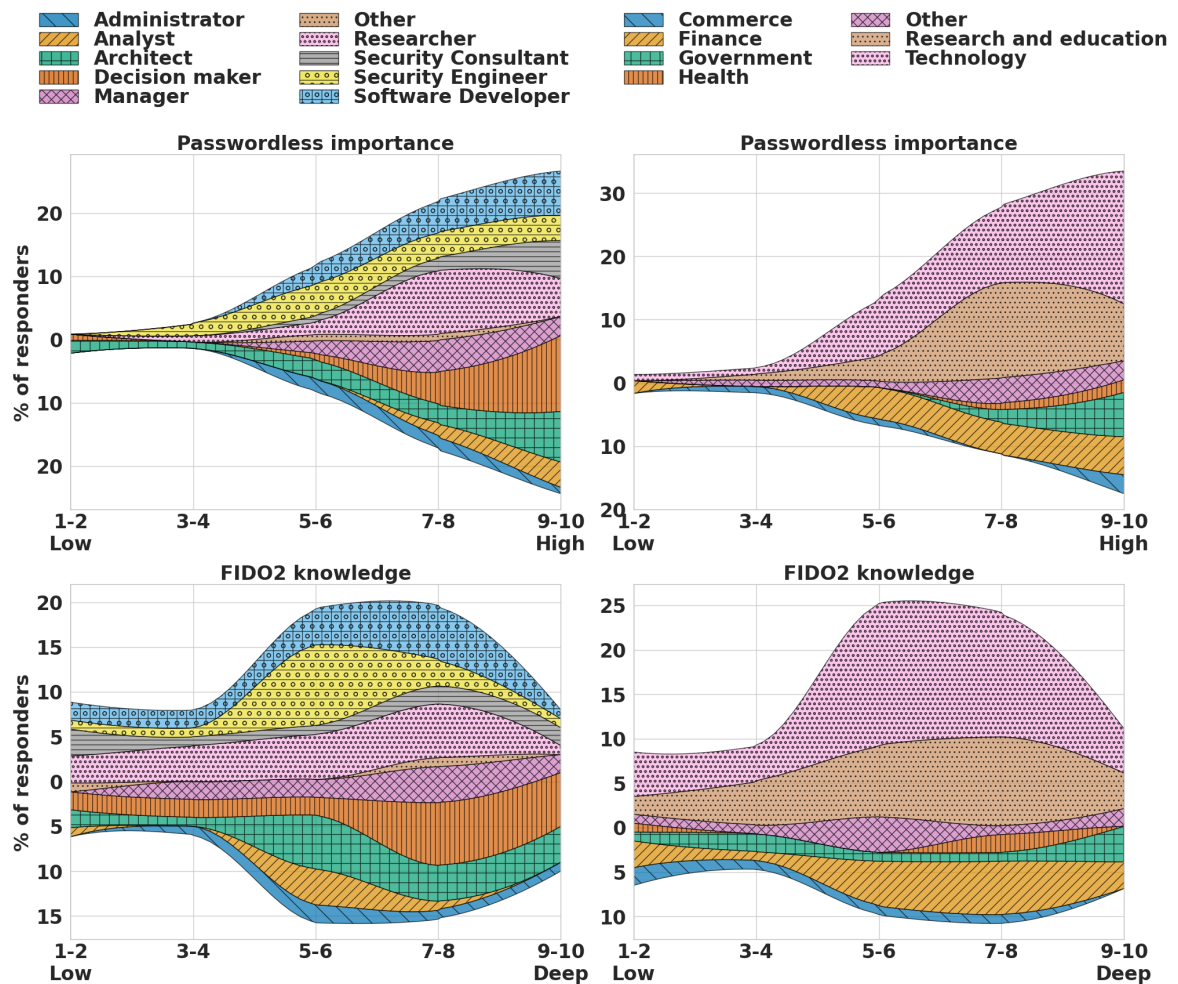 Administrator
Analyst
Architect
Decision maker
Manager
Other
Researcher
Security Consultant
Security Engineer
Software Developer
Commerce
Finance
Government
Health
Other
Research and education
Technology
Passwordless importance
% of responders
20
10
0
10
20
1-2 3-4 5-6 7-8 9-10
Low High
Passwordless importance
30
20
10
0
10
20
1-2 3-4 5-6 7-8 9-10
Low High
FIDO2 knowledge
% of responders
20
15
10
5
0
5
10
15
1-2 3-4 5-6 7-8 9-10
Low Deep
FIDO2 knowledge
25
20
15
10
5
0
5
10
1-2 3-4 5-6 7-8 9-10
Low Deep